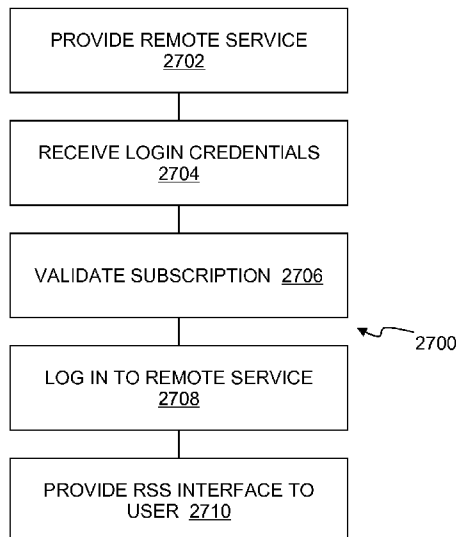 PROVIDE REMOTE SERVICE
2702
RECEIVE LOGIN CREDENTIALS
2704
VALIDATE SUBSCRIPTION 2706
2700
LOG IN TO REMOTE SERVICE
2708
PROVIDE RSS INTERFACE TO
USER 2710